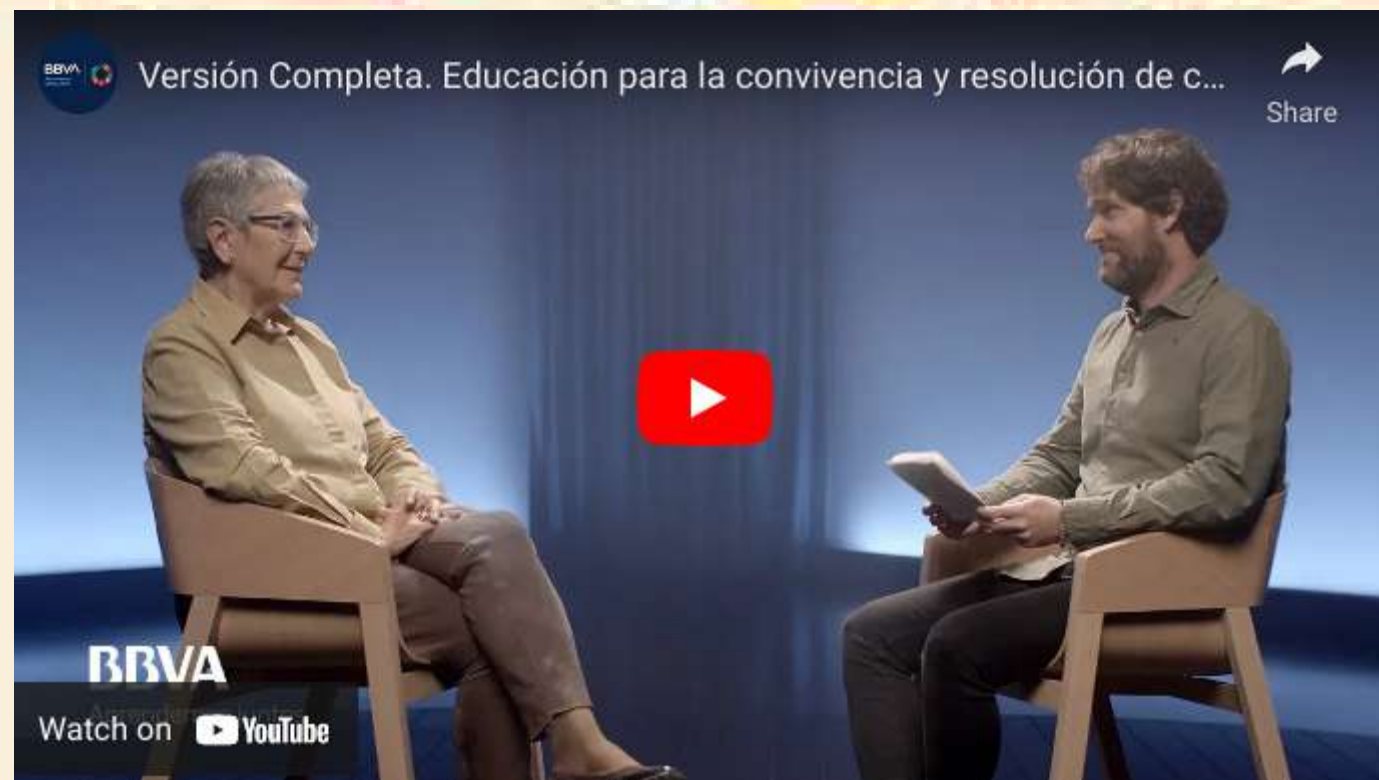 BBVA
Versión Completa. Educación para la convivencia y resolución de c...
Share
BBVA
Watch on YouTube